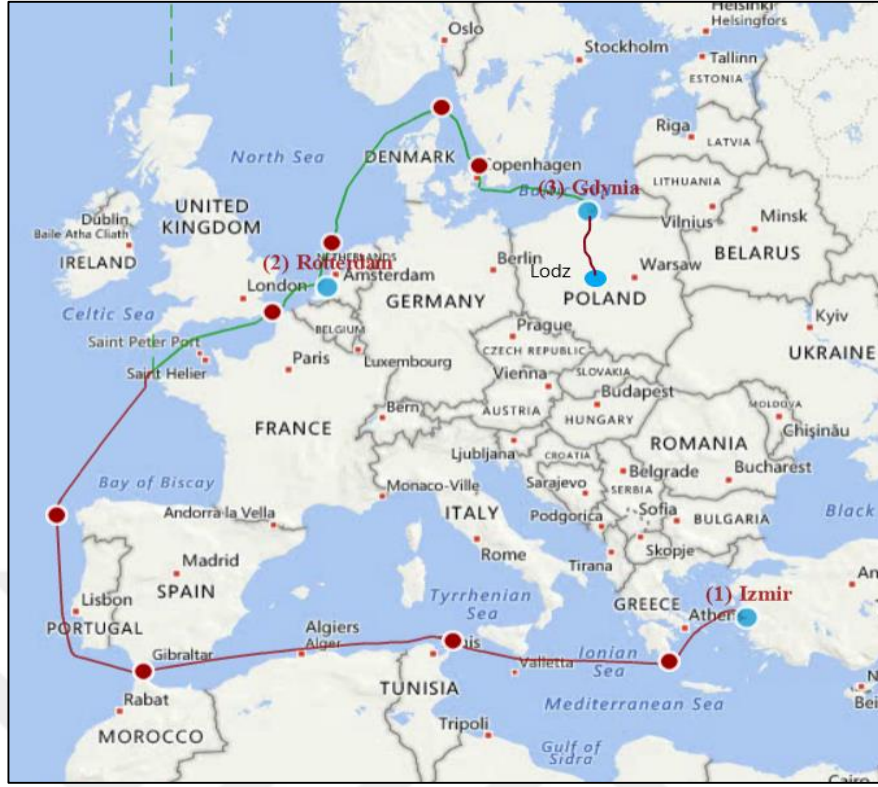 Helsinki
Helsingfors
Oslo
Stockholm
Tallinn
ESTONIA
Riga
LATVIA
North Sea
DENMARK
Copenhagen
(3) Gdynia
LITHUANIA
Vilnius
Minsk
UNITED
KINGDOM
Dublin
Baile Atha Cliath
IRELAND
(2) Rotterdam
Amsterdam
London
Berlin
Lodz
Warsaw
POLAND
BELARUS
GERMANY
Celtic Sea
BELGIUM
Kyiv
Saint Peter Port
Prague
UKRAINE
Saint Helier
Paris
Luxembourg
CZECH REPUBLIC
SLOVAKIA
Vienna
Budapest
MOLDOVA
Bern
AUSTRIA
HUNGARY
Chişinău
FRANCE
Ljubljana
CROATIA
ROMANIA
Bay of Biscay
Monaco-Ville
Sarajevo
Belgrade
Bucharest
SERBIA
Andorra la Vella
ITALY
Podgorica
Sofia
BULGARIA
Black
Madrid
Rome
Skopje
Tirana
SPAIN
Lisbon
Tyrrhenian
Sea
GREECE
(1) Izmir
An
PORTUGAL
Algiers
Alger
Ionian
Sea
Gibraltar
Valletta
TUNISIA
Rabat
Mediterranean Sea
N
Bei
MOROCCO
Tripoli
Gulf of
Sidra
Cairo